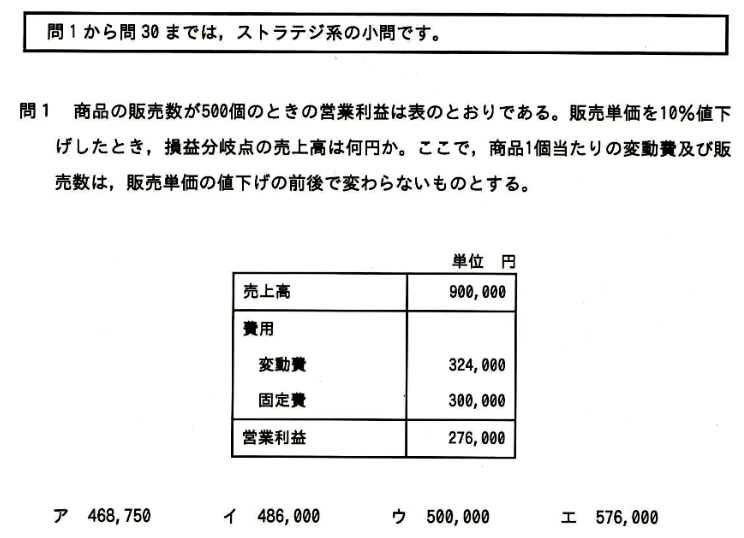 問1から問30までは，ストラテジ系の小問です。
問1 商品の販売数が500個のときの営業利益は表のとおりである。販売単価を10％値下
げしたとき，損益分岐点の売上高は何円か。ここで，商品1個当たりの変動費及び販
売数は，販売単価の値下げの前後で変わらないものとする。
単位 円
売上高 900,000
費用
変動費 324,000
固定費 300,000
営業利益 276,000
ア 468,750 イ 486,000 ウ 500,000 エ 576,000